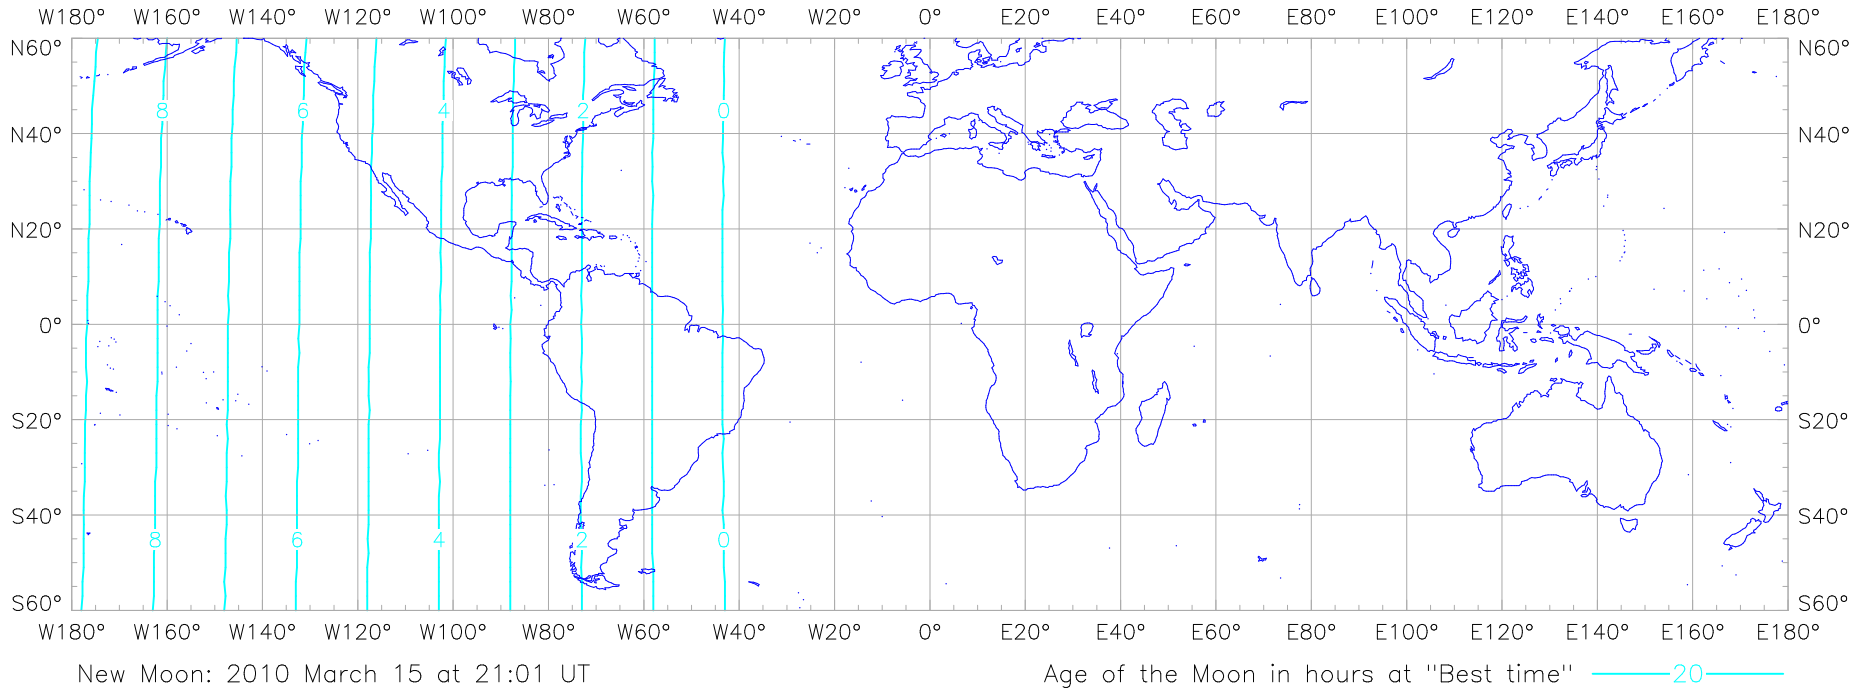 W180° W160° W140° W120° W100° W80° W60° W40° W20° 0° E20° E40° E60° E80° E100° E120° E140° E160° E180°
N60° N60°
8 6 4 2 0
N40° N40°
N20° N20°
0° 0°
S20° S20°
S40° S40°
8 6 4 2 0
S60° S60°
W180° W160° W140° W120° W100° W80° W60° W40° W20° 0° E20° E40° E60° E80° E100° E120° E140° E160° E180°
New Moon: 2010 March 15 at 21:01 UT Age of the Moon in hours at "Best time" 20